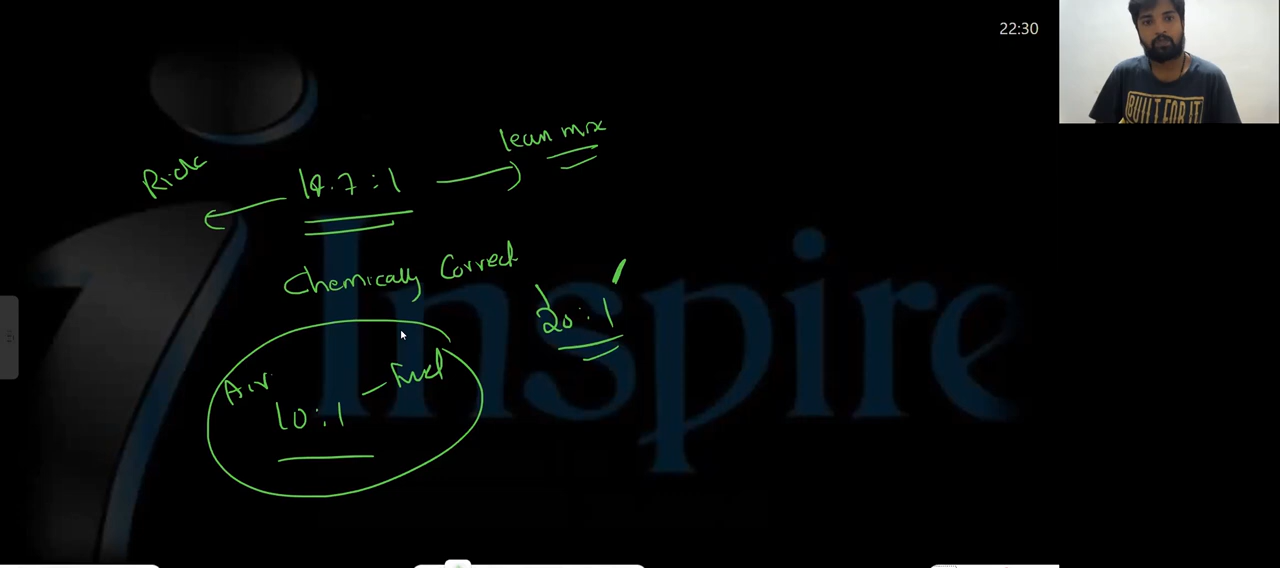 22:30
BUILT FOR IT
lean mix
Rich
14.7:1
Chemically Correct
20:1
Air
Fuel
10:1
Inspire